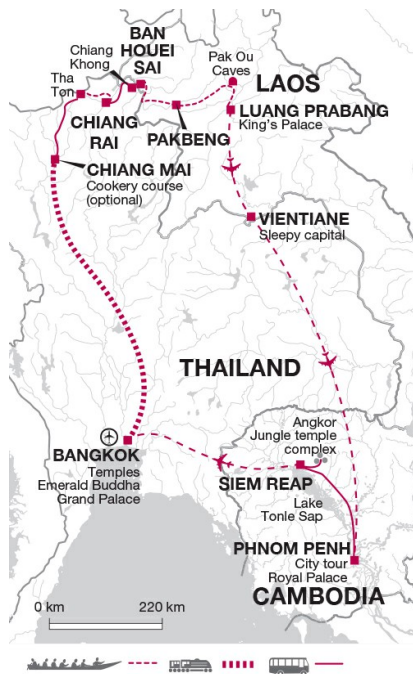 BAN
HOUEI
SAI
Chiang
Khong
Pak Ou
Caves
LAOS
Tha
Ton
CHIANG
RAI
PAKBENG
LUANG PRABANG
King's Palace
CHIANG MAI
Cookery course
(optional)
VIENTIANE
Sleepy capital
THAILAND
BANGKOK
Temples
Emerald Buddha
Grand Palace
Angkor
Jungle temple
complex
SIEM REAP
Lake
Tonle Sap
PHNOM PENH
City tour
Royal Palace
CAMBODIA
0 km 220 km